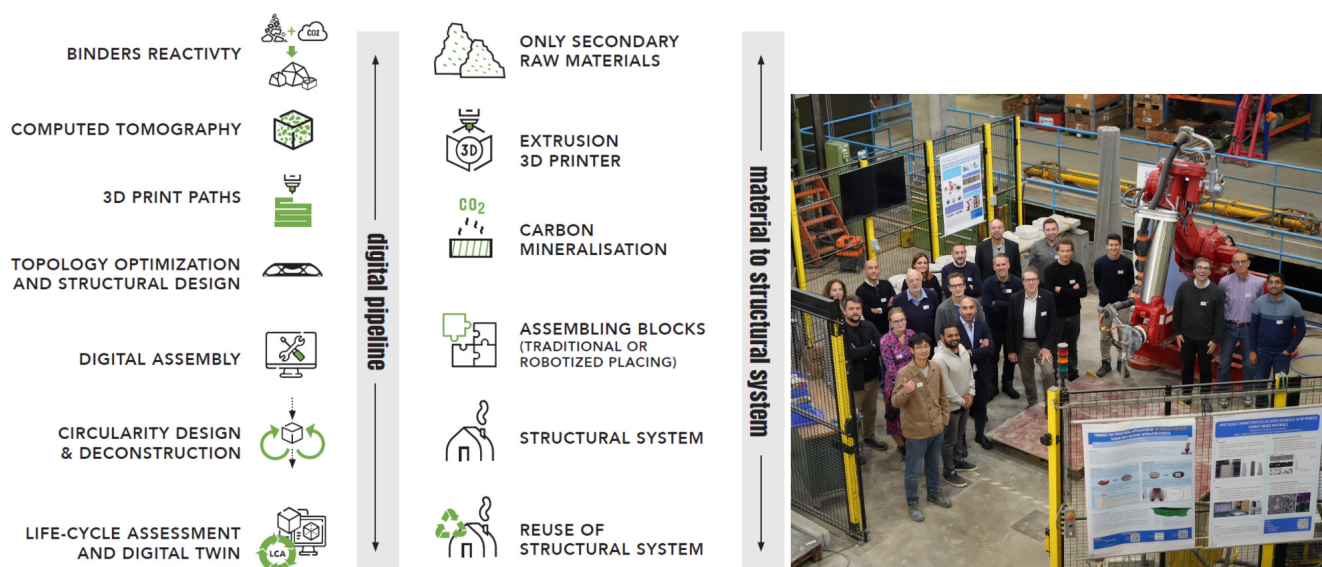 BINDERS REACTIVTY
+ CO2
COMPUTED TOMOGRAPHY
3D PRINT PATHS
TOPOLOGY OPTIMIZATION
AND STRUCTURAL DESIGN
DIGITAL ASSEMBLY
CIRCULARITY DESIGN
& DECONSTRUCTION
LIFE-CYCLE ASSESSMENT
AND DIGITAL TWIN
LCA
digital pipeline
ONLY SECONDARY
RAW MATERIALS
3D
EXTRUSION
3D PRINTER
CO2
CARBON
MINERALISATION
ASSEMBLING BLOCKS
(TRADITIONAL OR
ROBOTIZED PLACING)
STRUCTURAL SYSTEM
REUSE OF
STRUCTURAL SYSTEM
material to structural system